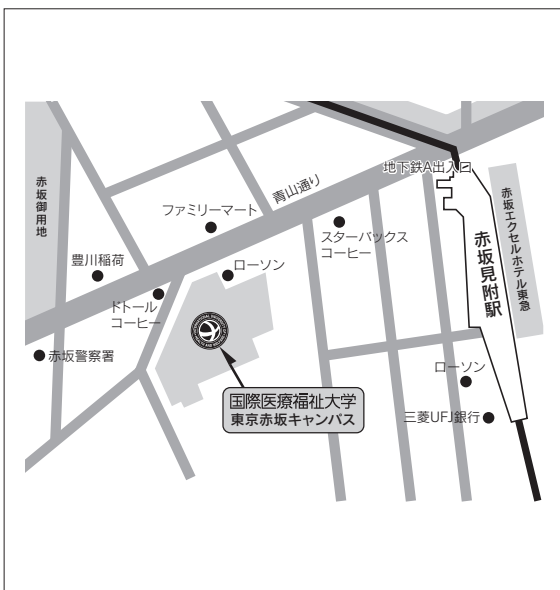 地下鉄A出入口
青山通り
赤坂御用地
赤坂エクセルホテル東急
ファミリーマート
スターバックス
コーヒー
赤坂見附駅
豊川稲荷
ローソン
ドトール
コーヒー
赤坂警察署
ローソン
国際医療福祉大学
東京赤坂キャンパス
三菱UFJ銀行